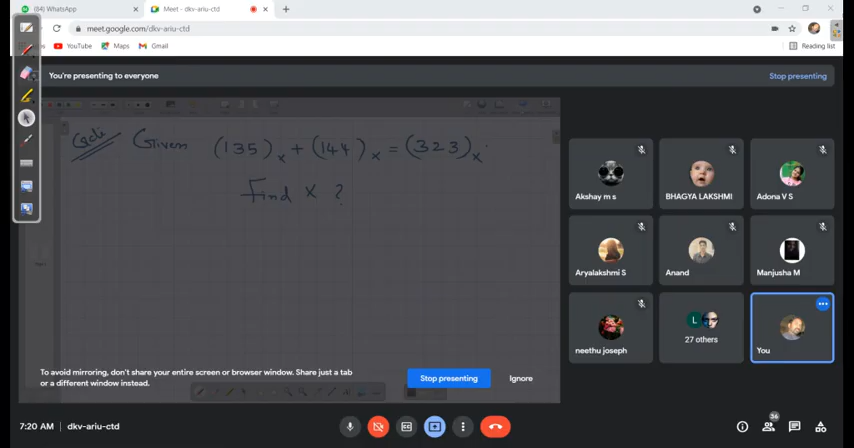 (84) WhatsApp
Meet - dkv-ariu-ctd
meet.google.com/dkv-ariu-ctd
YouTube
Maps
Gmail
Reading list
You're presenting to everyone
Stop presenting
Given (135)x + (144)x = (323)x
Find x ?
Akshay m s
BHAGYA LAKSHMI
Adona V S
Aryalakshmi S
Anand
Manjusha M
neethu joseph
L
27 others
You
To avoid mirroring, don't share your entire screen or browser window. Share just a tab
or a different window instead.
Stop presenting
Ignore
7:20 AM
dkv-ariu-ctd
36